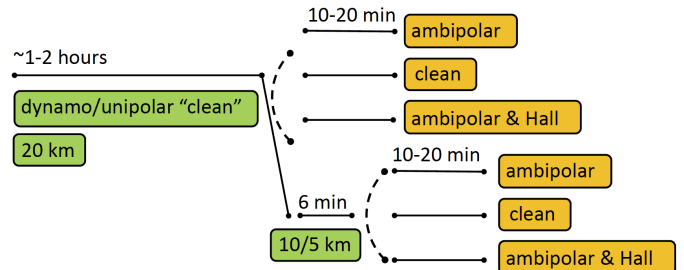 10-20 min
ambipolar
~1-2 hours
clean
dynamo/unipolar “clean”
ambipolar & Hall
20 km
10-20 min
ambipolar
6 min
clean
10/5 km
ambipolar & Hall